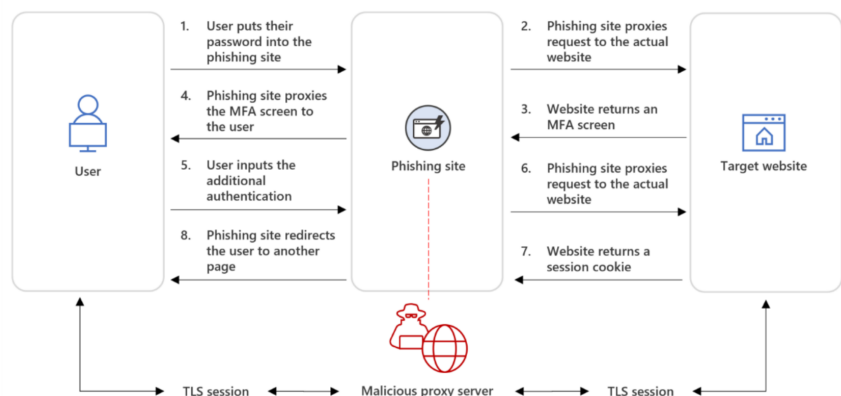 1. User puts their
password into the
phishing site
2. Phishing site proxies
request to the actual
website
4. Phishing site proxies
the MFA screen to
the user
3. Website returns an
MFA screen
User
Phishing site
Target website
5. User inputs the
additional
authentication
6. Phishing site proxies
request to the actual
website
8. Phishing site redirects
the user to another
page
7. Website returns a
session cookie
TLS session
Malicious proxy server
TLS session